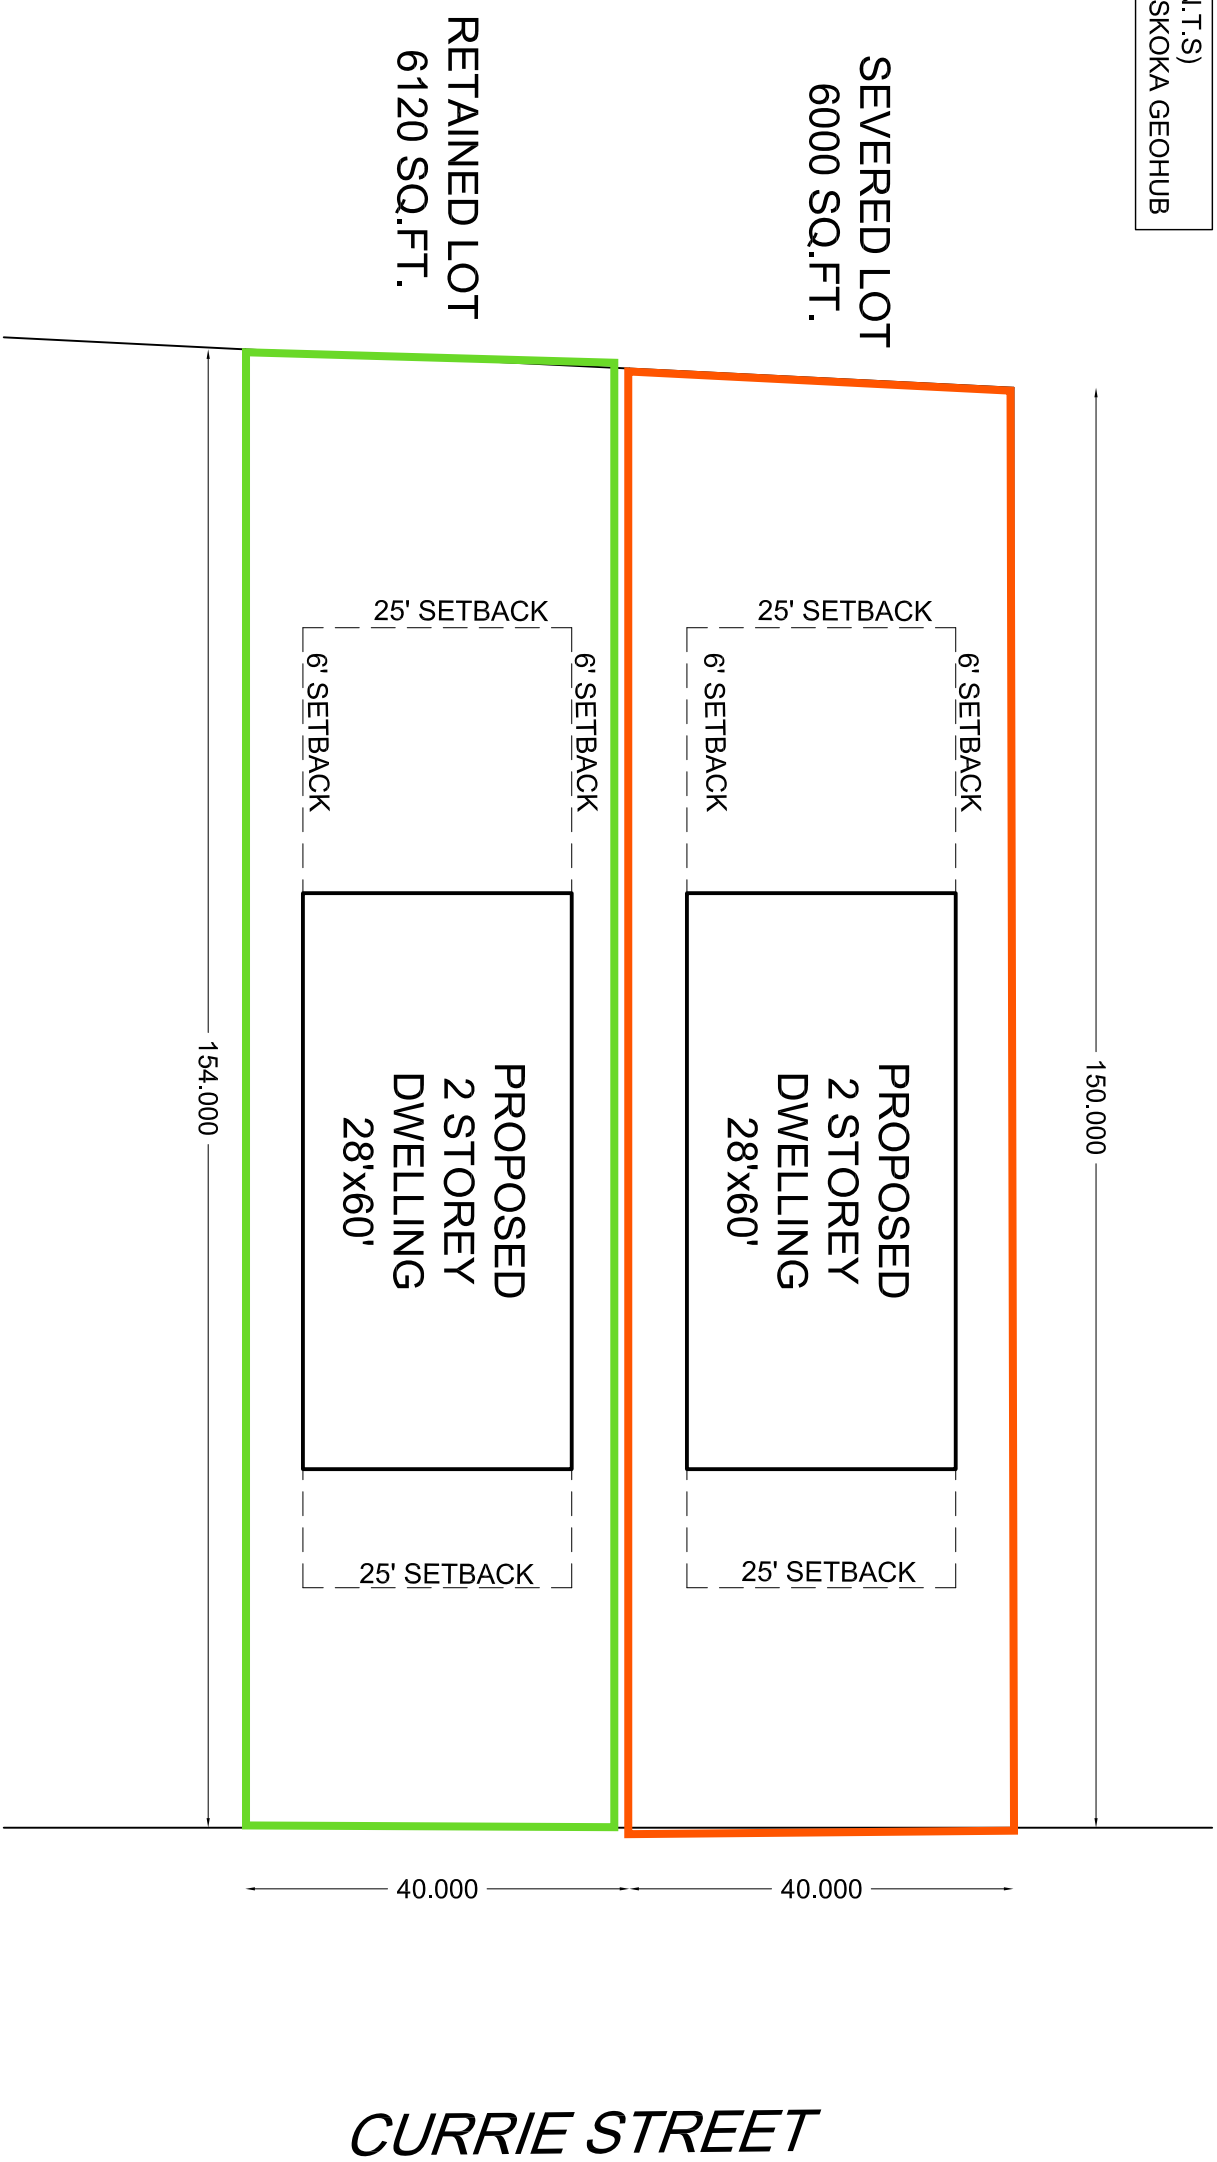 SKOKA GEOHUB
SEVERED LOT
6000 SQ.FT.
RETAINED LOT
6120 SQ.FT.
25' SETBACK
25' SETBACK
6' SETBACK
6' SETBACK
6' SETBACK
6' SETBACK
PROPOSED
2 STOREY
DWELLING
28'x60'
PROPOSED
2 STOREY
DWELLING
28'x60'
154.000
150.000
25' SETBACK
25' SETBACK
40.000
40.000
CURRIE STREET